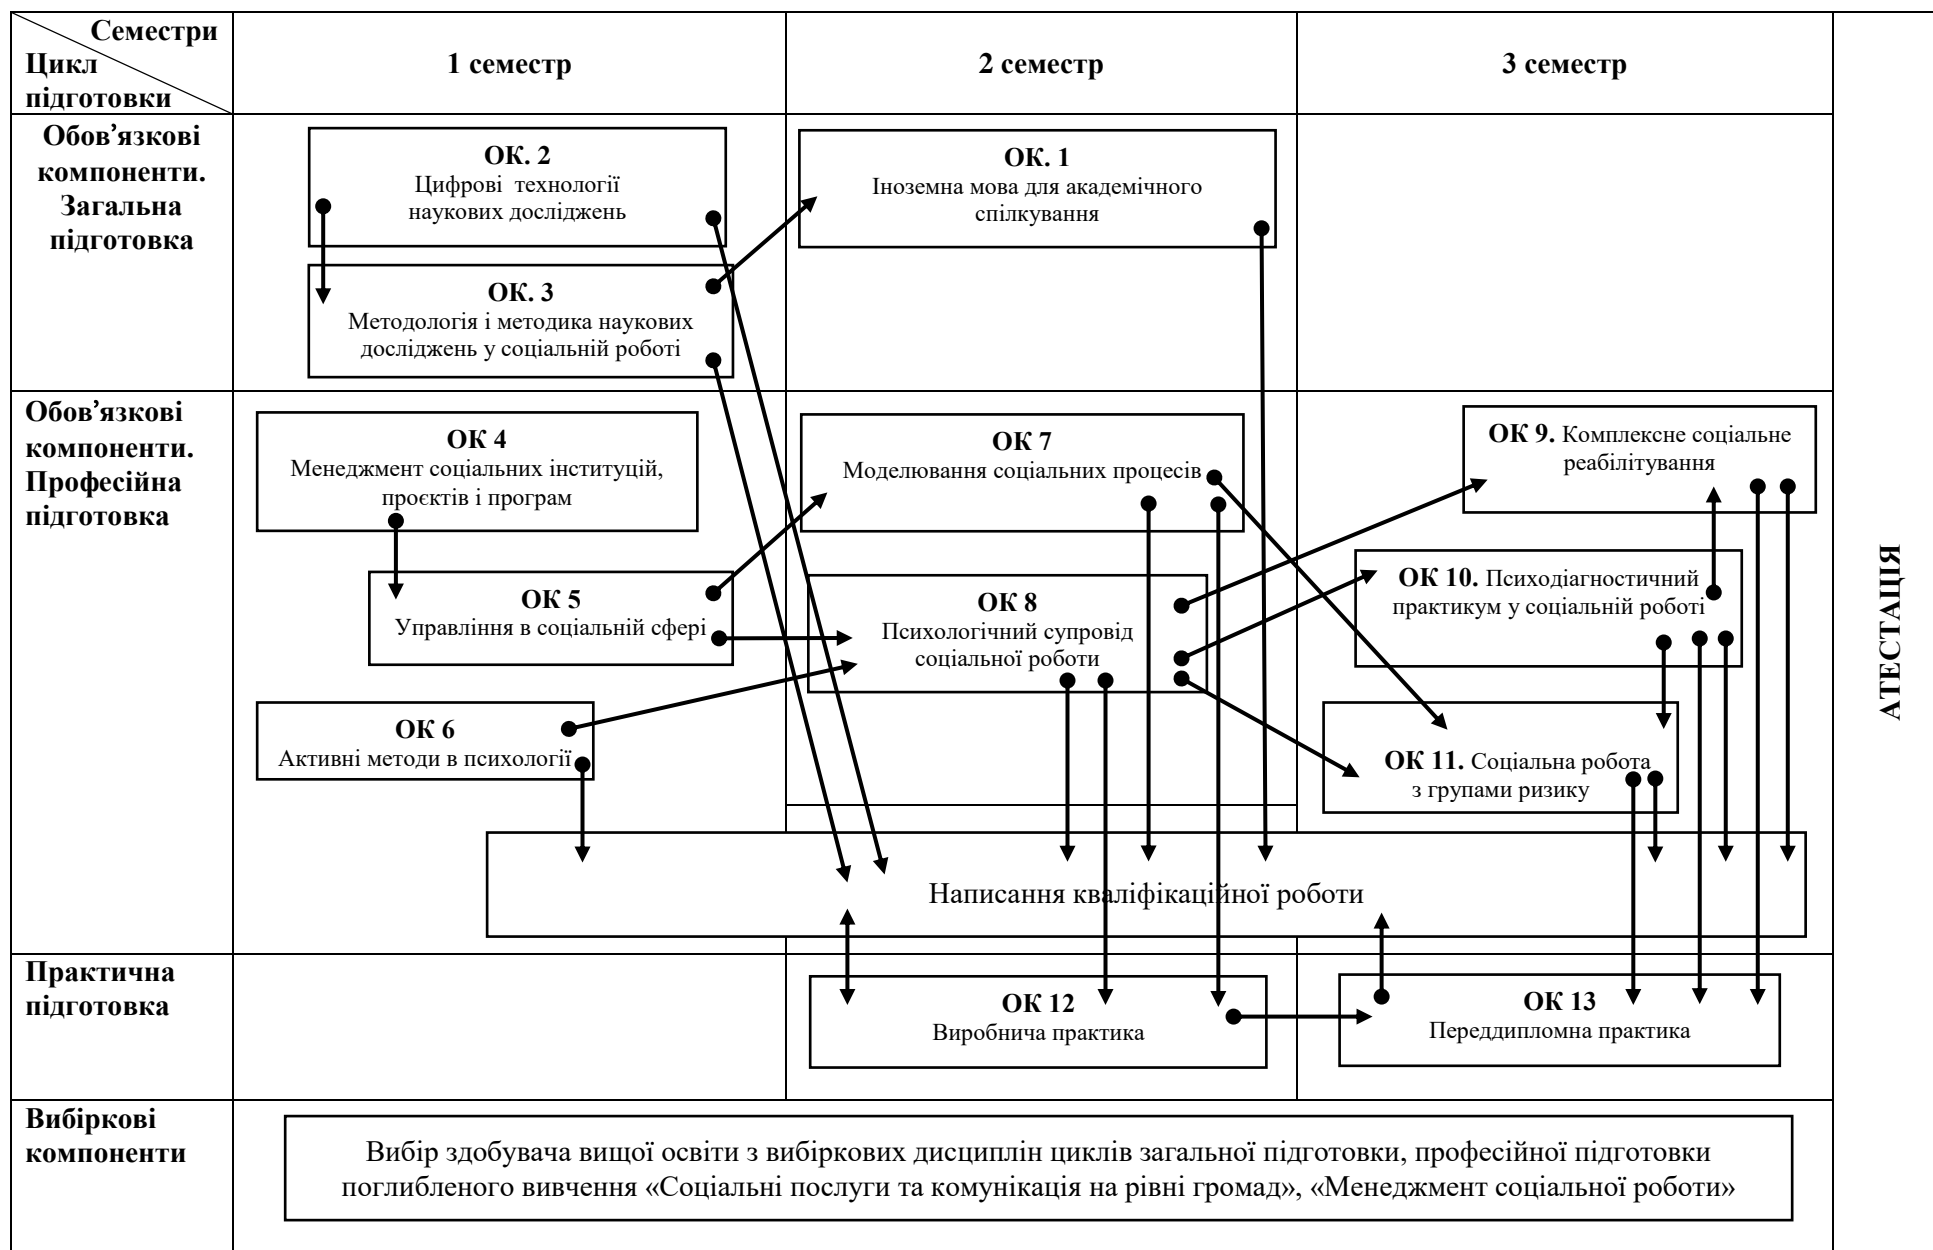 Семестри
Цикл
підготовки
1 семестр
2 семестр
3 семестр
АТЕСТАЦІЯ
Обов’язкові
компоненти.
Загальна
підготовка
ОК. 2
Цифрові технології
наукових досліджень
ОК. 3
Методологія і методика наукових
досліджень у соціальній роботі
ОК. 1
Іноземна мова для академічного
спілкування
Обов’язкові
компоненти.
Професійна
підготовка
ОК 4
Менеджмент соціальних інституцій,
проєктів і програм
ОК 5
Управління в соціальній сфері
ОК 6
Активні методи в психології
ОК 7
Моделювання соціальних процесів
ОК 8
Психологічний супровід
соціальної роботи
ОК 9. Комплексне соціальне
реабілітування
ОК 10. Психодіагностичний
практикум у соціальній роботі
ОК 11. Соціальна робота
з групами ризику
Написання кваліфікаційної роботи
Практична
підготовка
ОК 12
Виробнича практика
ОК 13
Переддипломна практика
Вибіркові
компоненти
Вибір здобувача вищої освіти з вибіркових дисциплін циклів загальної підготовки, професійної підготовки
поглибленого вивчення «Соціальні послуги та комунікація на рівні громад», «Менеджмент соціальної роботи»